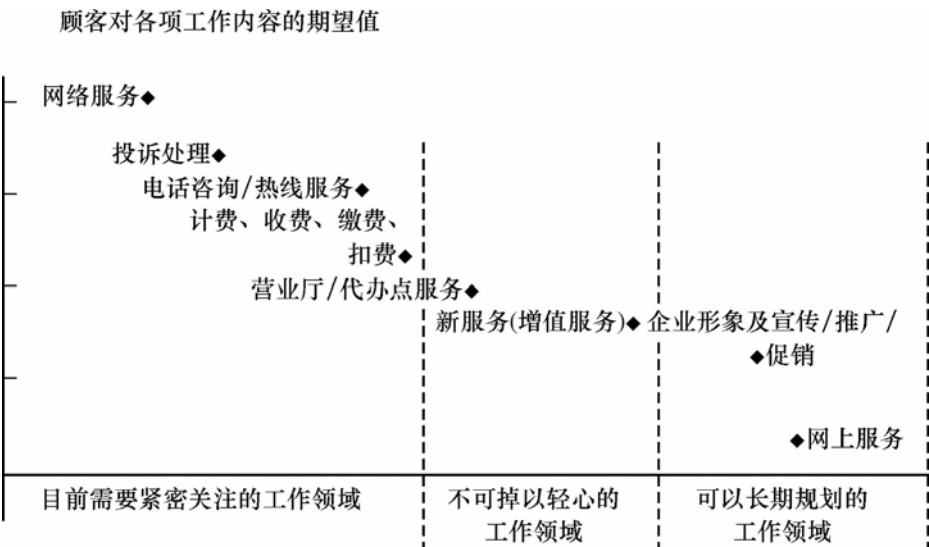 顾客对各项工作内容的期望值
网络服务
投诉处理
电话咨询/热线服务
计费、收费、缴费、
扣费
营业厅/代办点服务
新服务(增值服务)
企业形象及宣传/推广/
促销
网上服务
目前需要紧密关注的工作领域
不可掉以轻心的
工作领域
可以长期规划的
工作领域